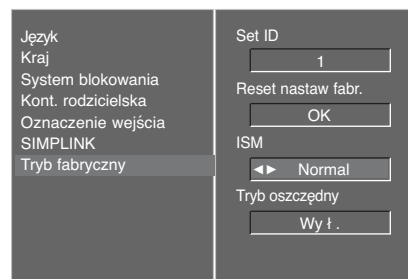 Język
Kraj
System blokowania
Kont. rodzicielska
Oznaczenie wejścia
SIMPLINK
Tryb fabryczny
Set ID
1
Reset nastaw fabr.
OK
ISM
◄► Normal
Tryb oszczędny
Wy ł .